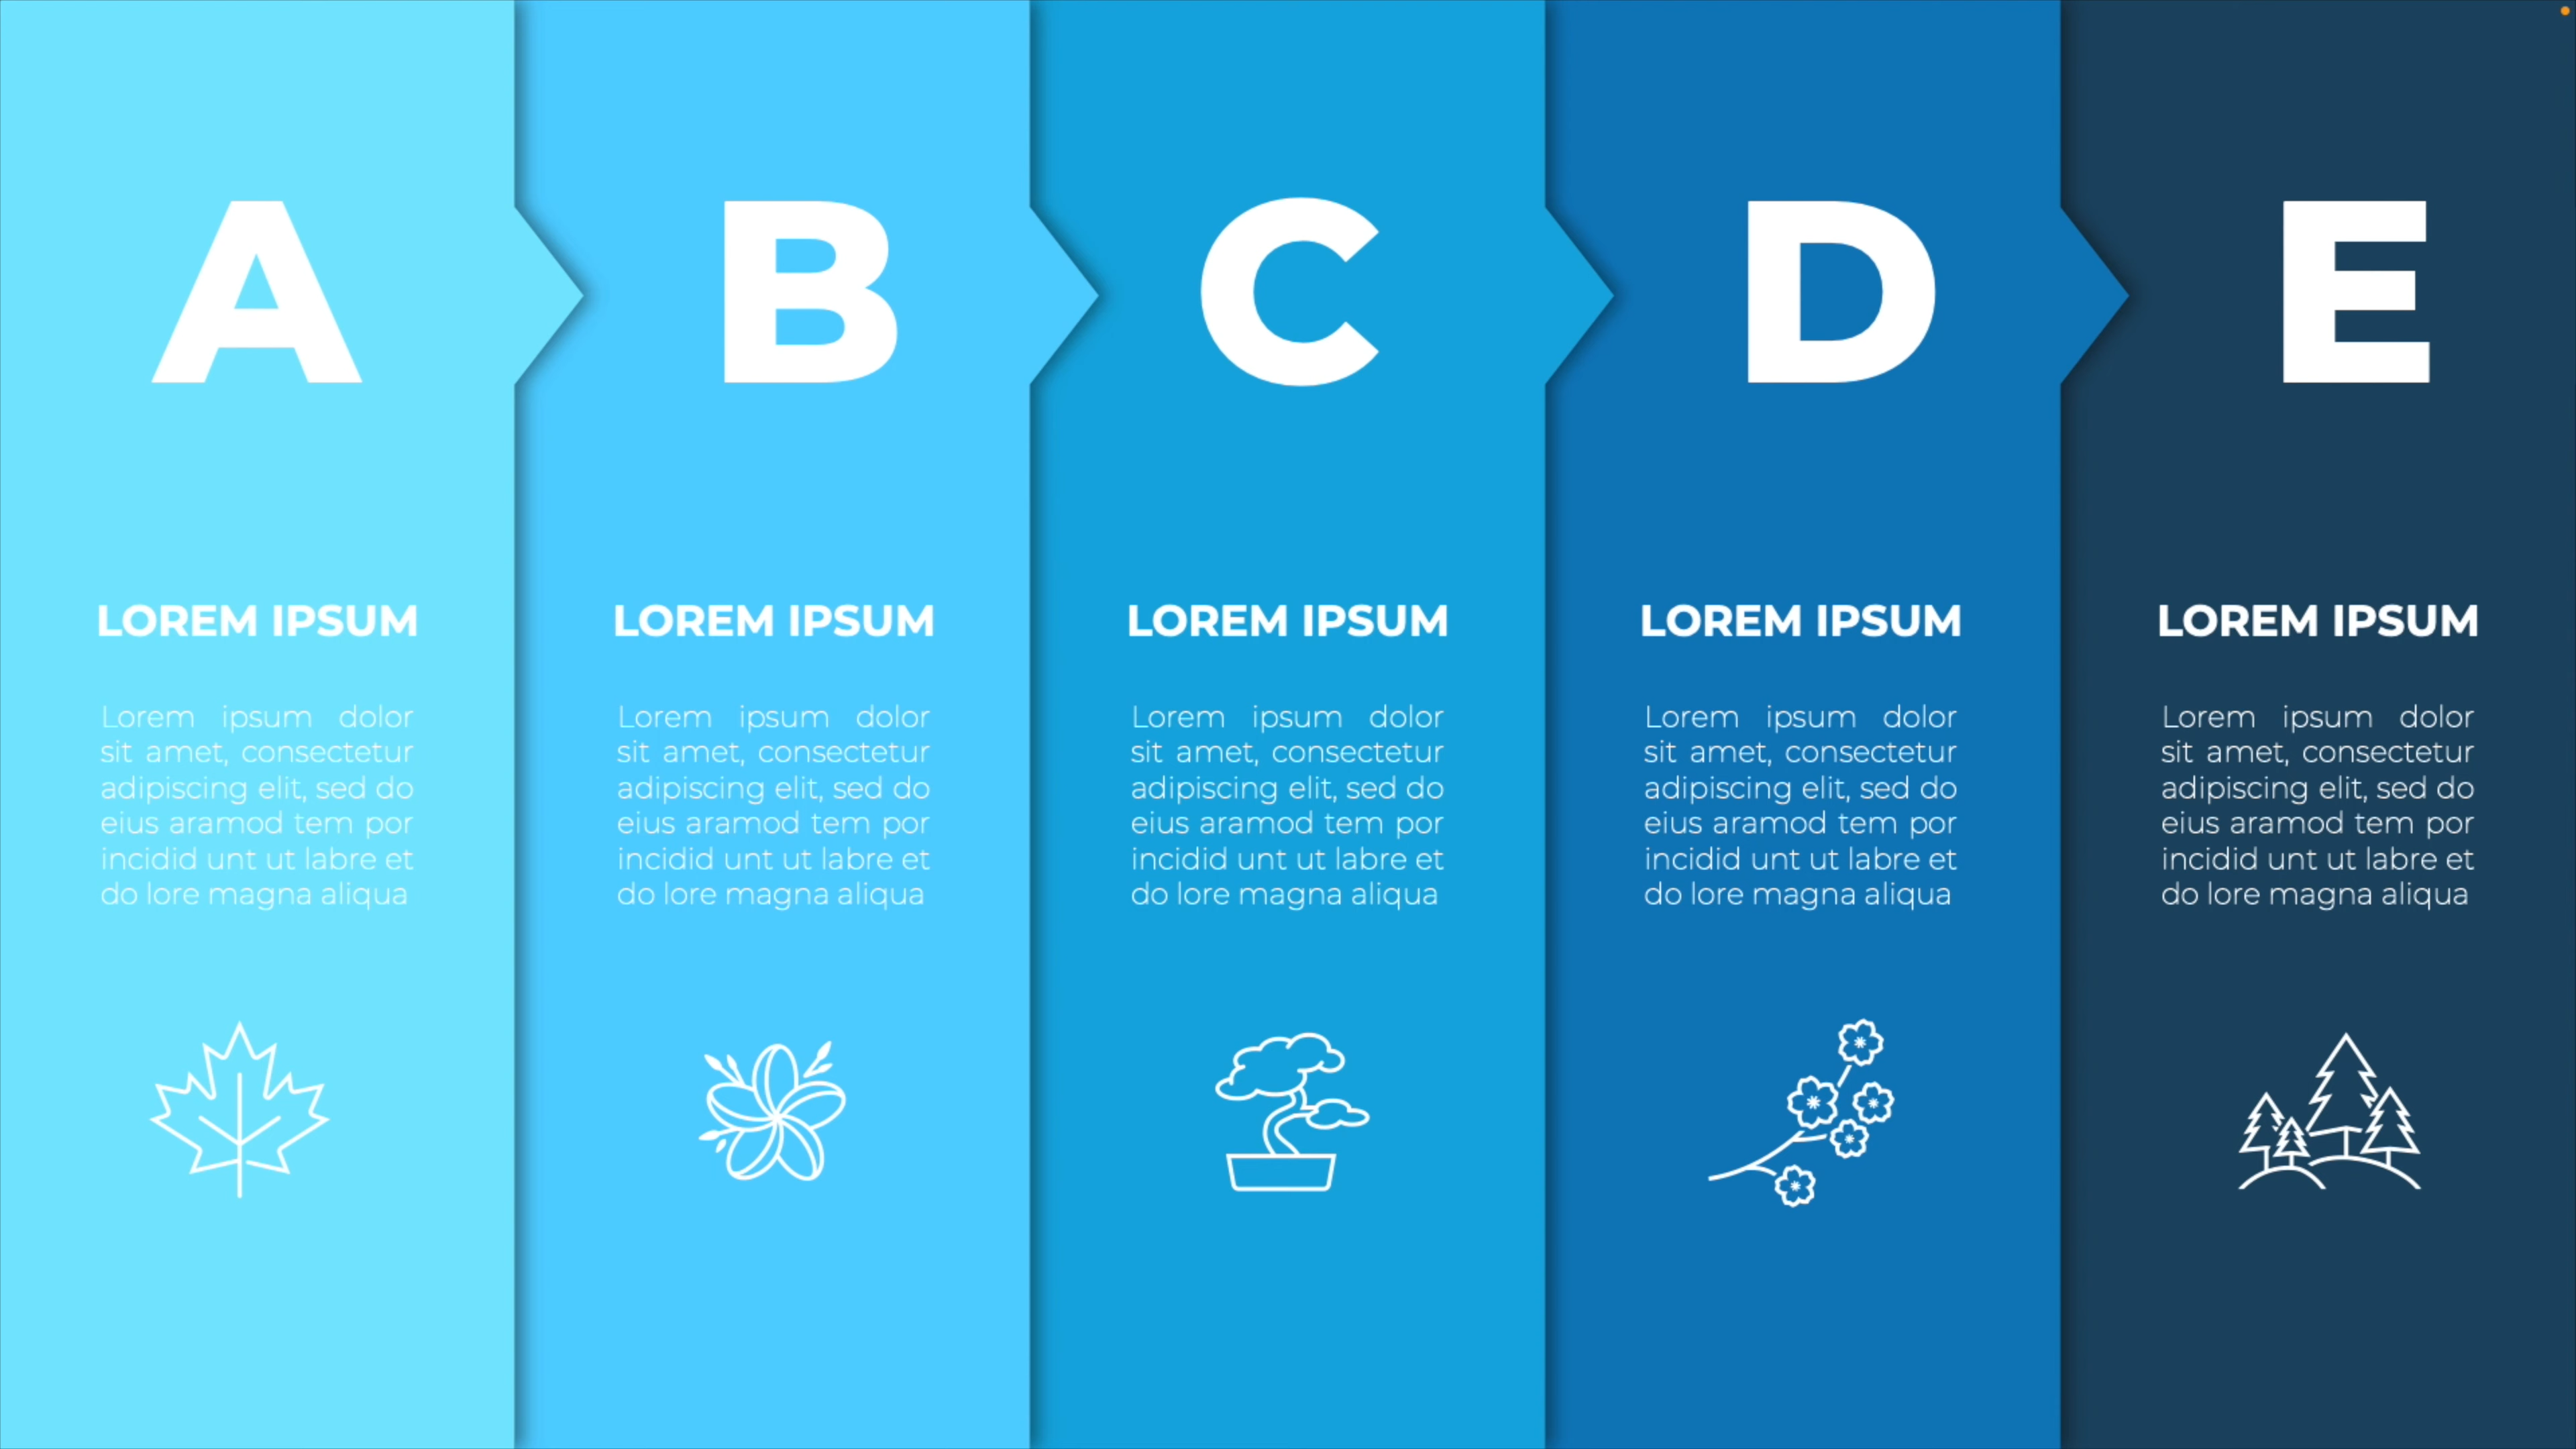 A
LOREM IPSUM
Lorem ipsum dolor
sit amet, consectetur
adipiscing elit, sed do
eius aramod tem por
incidid unt ut labre et
do lore magna aliqua
B
LOREM IPSUM
Lorem ipsum dolor
sit amet, consectetur
adipiscing elit, sed do
eius aramod tem por
incidid unt ut labre et
do lore magna aliqua
C
LOREM IPSUM
Lorem ipsum dolor
sit amet, consectetur
adipiscing elit, sed do
eius aramod tem por
incidid unt ut labre et
do lore magna aliqua
D
LOREM IPSUM
Lorem ipsum dolor
sit amet, consectetur
adipiscing elit, sed do
eius aramod tem por
incidid unt ut labre et
do lore magna aliqua
E
LOREM IPSUM
Lorem ipsum dolor
sit amet, consectetur
adipiscing elit, sed do
eius aramod tem por
incidid unt ut labre et
do lore magna aliqua